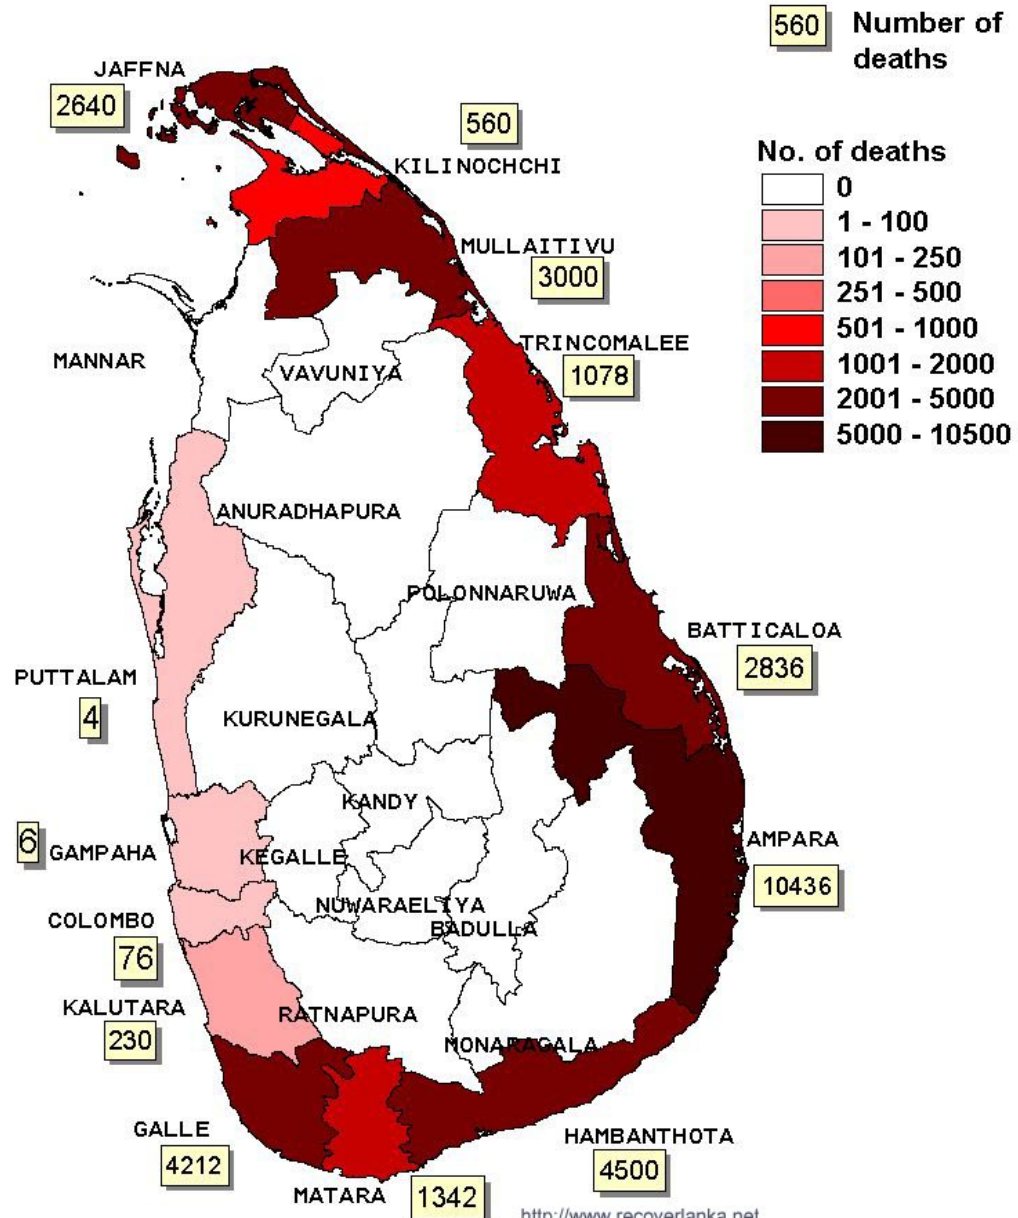 560
Number of
deaths
JAFFNA
2640
560
KILINOCHCHI
No. of deaths
0
1 - 100
101 - 250
251 - 500
501 - 1000
1001 - 2000
2001 - 5000
5000 - 10500
MULLAITIVU
3000
MANNAR
VAVUNIYA
TRINCOMALEE
1078
ANURADHAPURA
POLONNARUWA
BATTICALOA
2836
PUTTALAM
4
KURUNEGALA
KANDY
6
GAMPAHA
KEGALLE
AMPARA
10436
NUWARAELIYA
BADULLA
COLOMBO
76
KALUTARA
230
RATNAPURA
MONARAGALA
GALLE
4212
HAMBANTHOTA
4500
MATARA
1342
http://www.recoverlanka.net